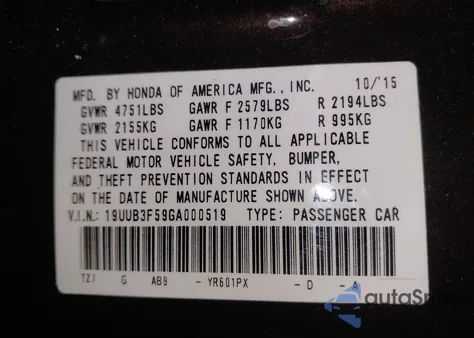 MFD. BY HONDA OF AMERICA MFG., INC. 10/15
GVWR 4751LBS GAWR F 2579LBS R 2194LBS
GVWR 2155KG GAWR F 1170KG R 995KG
THIS VEHICLE CONFORMS TO ALL APPLICABLE
FEDERAL MOTOR VEHICLE SAFETY, BUMPER,
AND THEFT PREVENTION STANDARDS IN EFFECT
ON THE DATE OF MANUFACTURE SHOWN ABOVE.
V.I.N.: 19UUB3F59GA000519 TYPE: PASSENGER CAR
TZ7 G AB9 - YR601PX - D - A